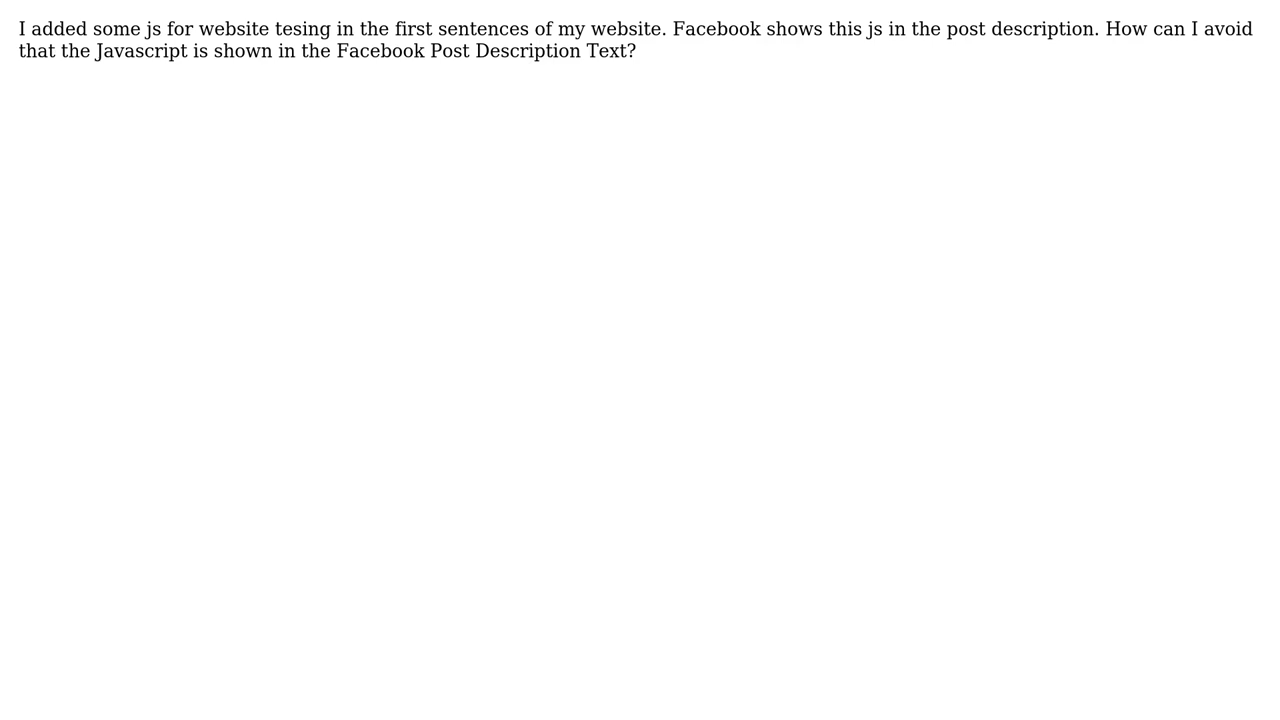 I added some js for website tesing in the first sentences of my website. Facebook shows this js in the post description. How can I avoid
that the Javascript is shown in the Facebook Post Description Text?